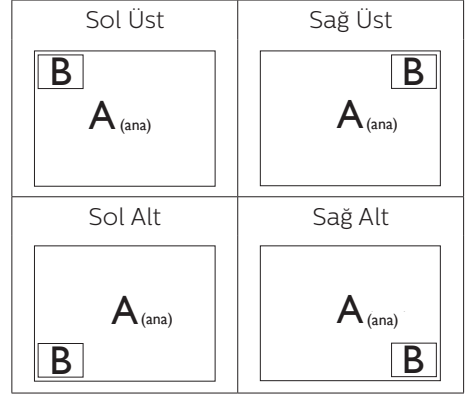 Sol Üst
B
A (ana)
Sağ Üst
B
A (ana)
Sol Alt
A (ana)
B
Sağ Alt
A (ana)
B